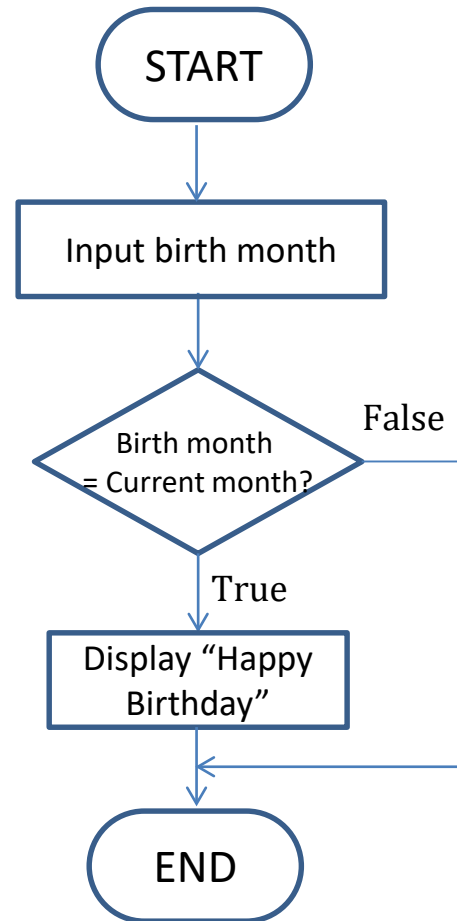 START
Input birth month
Birth month
= Current month?
False
True
Display “Happy
Birthday”
END